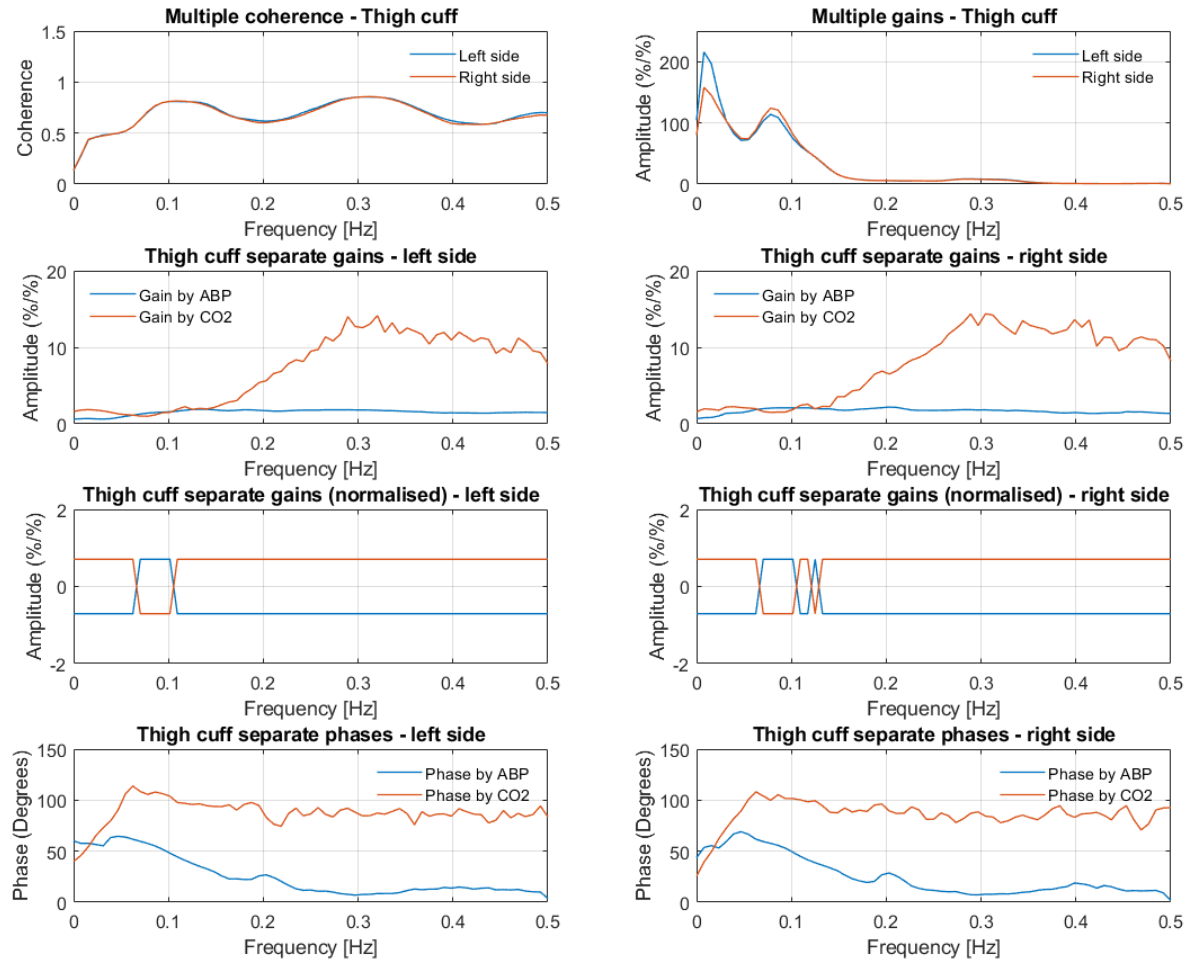 Multiple coherence - Thigh cuff
1.5
1
0.5
0
Coherence
Left side
Right side
0 0.1 0.2 0.3 0.4 0.5
Frequency [Hz]
Multiple gains - Thigh cuff
200
100
0
Amplitude (%/%)
Left side
Right side
0 0.1 0.2 0.3 0.4 0.5
Frequency [Hz]
Thigh cuff separate gains - left side
20
10
0
Amplitude (%/%)
Gain by ABP
Gain by CO2
0 0.1 0.2 0.3 0.4 0.5
Frequency [Hz]
Thigh cuff separate gains - right side
20
10
0
Amplitude (%/%)
Gain by ABP
Gain by CO2
0 0.1 0.2 0.3 0.4 0.5
Frequency [Hz]
Thigh cuff separate gains (normalised) - left side
2
0
-2
Amplitude (%/%)
0 0.1 0.2 0.3 0.4 0.5
Frequency [Hz]
Thigh cuff separate gains (normalised) - right side
2
0
-2
Amplitude (%/%)
0 0.1 0.2 0.3 0.4 0.5
Frequency [Hz]
Thigh cuff separate phases - left side
150
100
50
0
Phase (Degrees)
Phase by ABP
Phase by CO2
0 0.1 0.2 0.3 0.4 0.5
Frequency [Hz]
Thigh cuff separate phases - right side
150
100
50
0
Phase (Degrees)
Phase by ABP
Phase by CO2
0 0.1 0.2 0.3 0.4 0.5
Frequency [Hz]